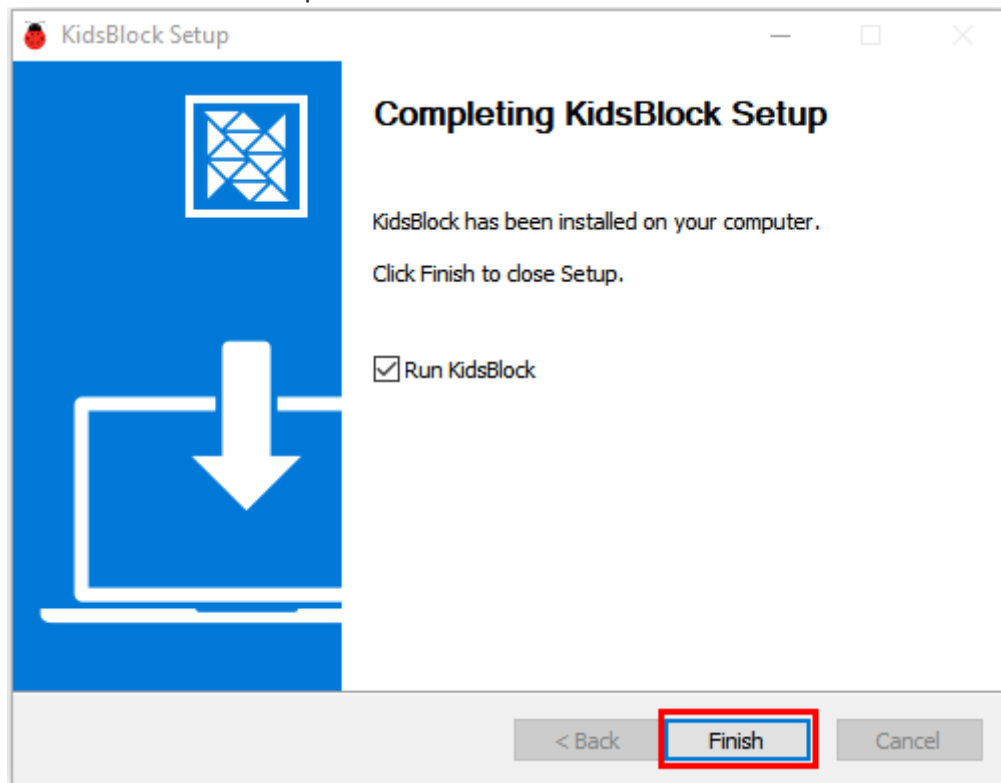 KidsBlock Setup
Completing KidsBlock Setup
KidsBlock has been installed on your computer.
Click Finish to close Setup.
Run KidsBlock
< Back Finish Cancel